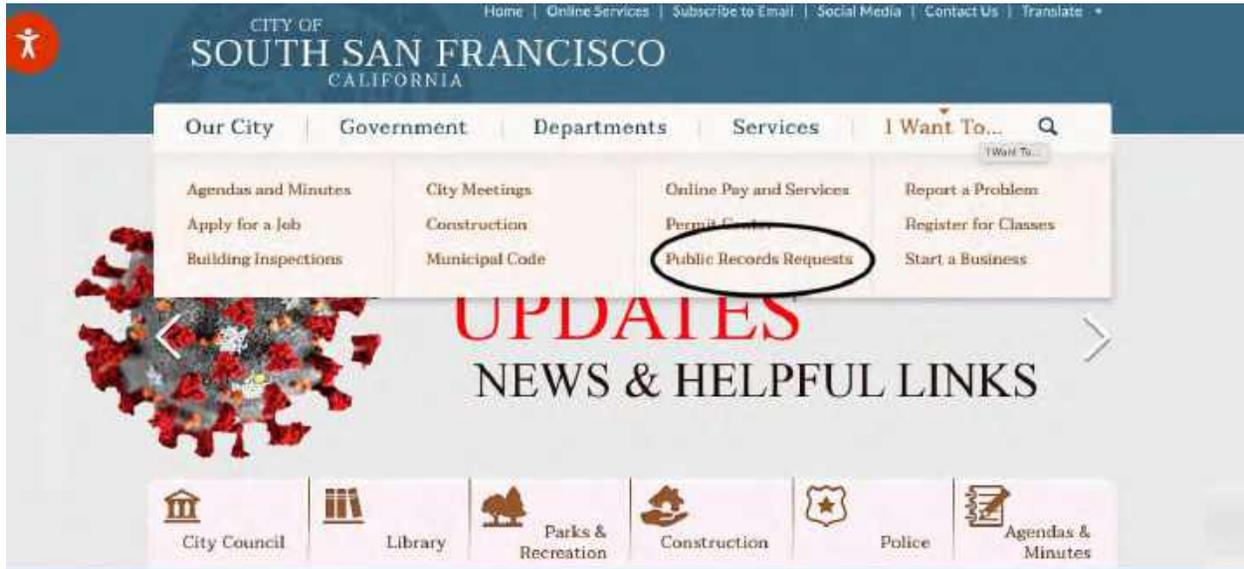 Home | Online Services | Subscribe to Email | Social Media | Contact Us | Translate
CITY OF
SOUTH SAN FRANCISCO
CALIFORNIA
Our City | Government | Departments | Services | I Want To...
I Want To...
Agendas and Minutes City Meetings Online Pay and Services Report a Problem
Apply for a Job Construction Permit Center Register for Classes
Building Inspections Municipal Code Public Records Requests Start a Business
UPDATES
NEWS & HELPFUL LINKS
City Council Library Parks & Recreation Construction Police Agendas & Minutes